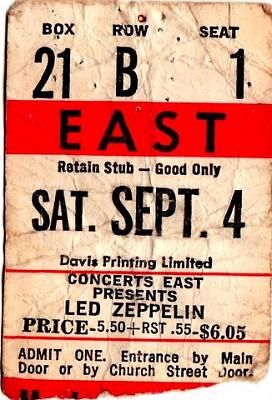 BOX ROW SEAT
21 B 1
EAST
Retain Stub — Good Only
SAT. SEPT. 4
Davis Printing Limited
CONCERTS EAST
PRESENTS
LED ZEPPELIN
PRICE-5.50+RST .55-$6.05
ADMIT ONE. Entrance by Main
Door or by Church Street Door.